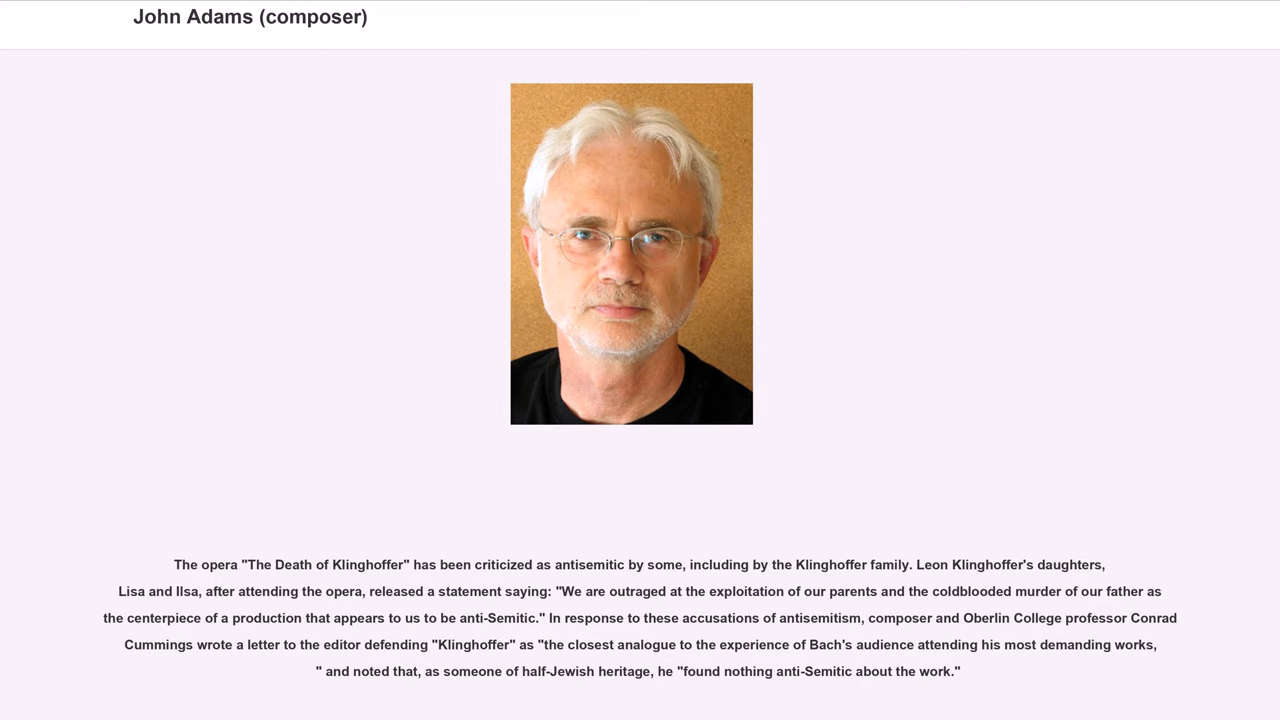 John Adams (composer)
The opera "The Death of Klinghoffer" has been criticized as antisemitic by some, including by the Klinghoffer family. Leon Klinghoffer's daughters,
Lisa and Ilsa, after attending the opera, released a statement saying: "We are outraged at the exploitation of our parents and the coldblooded murder of our father as
the centerpiece of a production that appears to us to be anti-Semitic." In response to these accusations of antisemitism, composer and Oberlin College professor Conrad
Cummings wrote a letter to the editor defending "Klinghoffer" as "the closest analogue to the experience of Bach's audience attending his most demanding works,
" and noted that, as someone of half-Jewish heritage, he "found nothing anti-Semitic about the work."